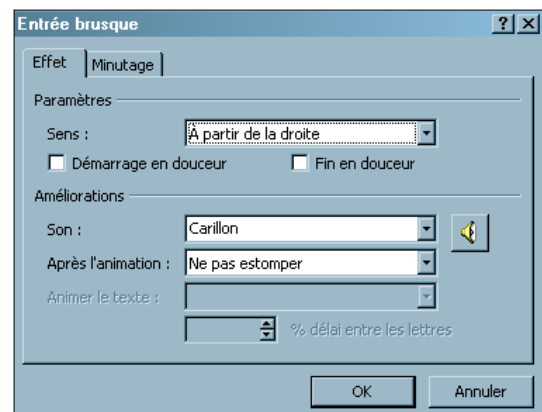 Entrée brusque
Effet Minutage
Paramètres
Sens : À partir de la droite
Démarrage en douceur Fin en douceur
Améliorations
Son : Carillon
Après l'animation : Ne pas estomper
Animer le texte :
% délai entre les lettres
OK Annuler